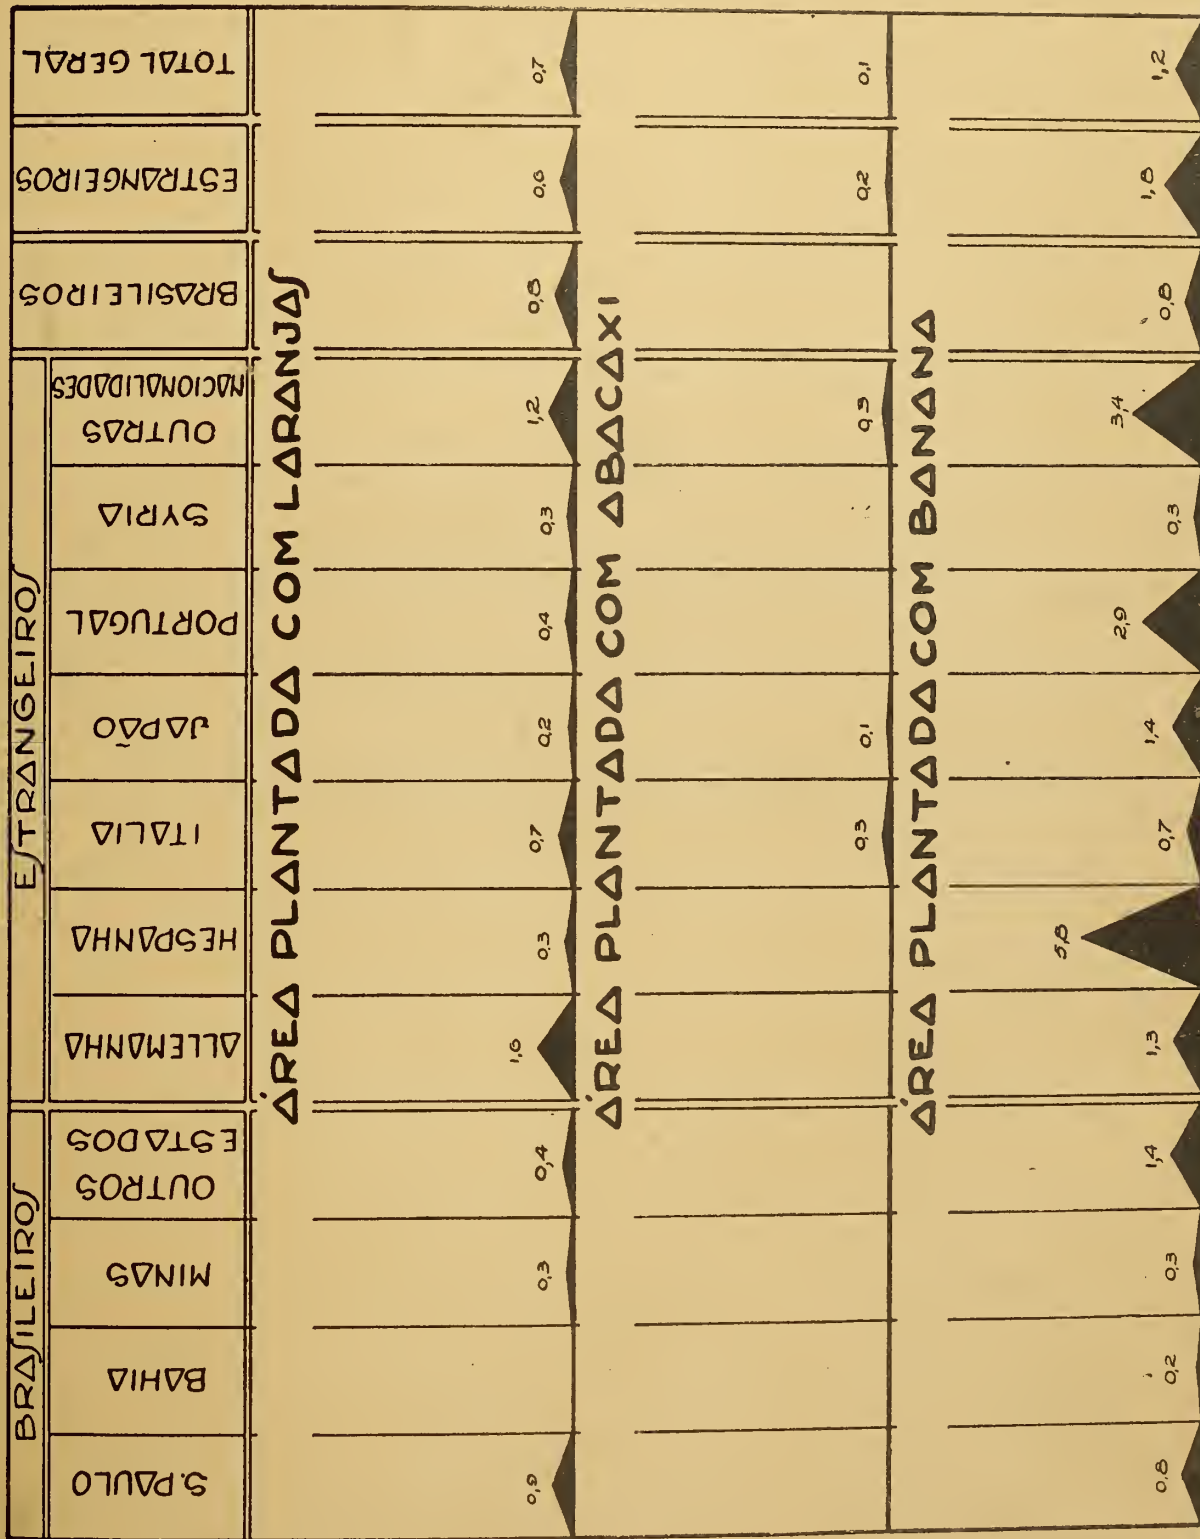 BRASILEIROS
ESTRANGEIROS
S. PAULO
BAHIA
MINAS
OUTROS
ESTADOS
ALLEMANHA
HESPANHA
ITALIA
JAPÃO
PORTUGAL
SYRIA
OUTRAS
NACIONALIDADES
BRASILEIROS
ESTRANGEIROS
TOTAL GERAL
ÁREA PLANTADA COM LARANJAS
0,9 0,3 0,4 1,6 0,3 0,7 0,2 0,4 0,3 1,2 0,8 0,6 0,7
ÁREA PLANTADA COM ABACAXI
0,3 0,1 0,3 0,2 0,1
ÁREA PLANTADA COM BANANA
0,8 0,2 0,3 1,4 1,3 5,8 0,7 1,4 2,9 0,3 3,4 0,8 1,8 1,2